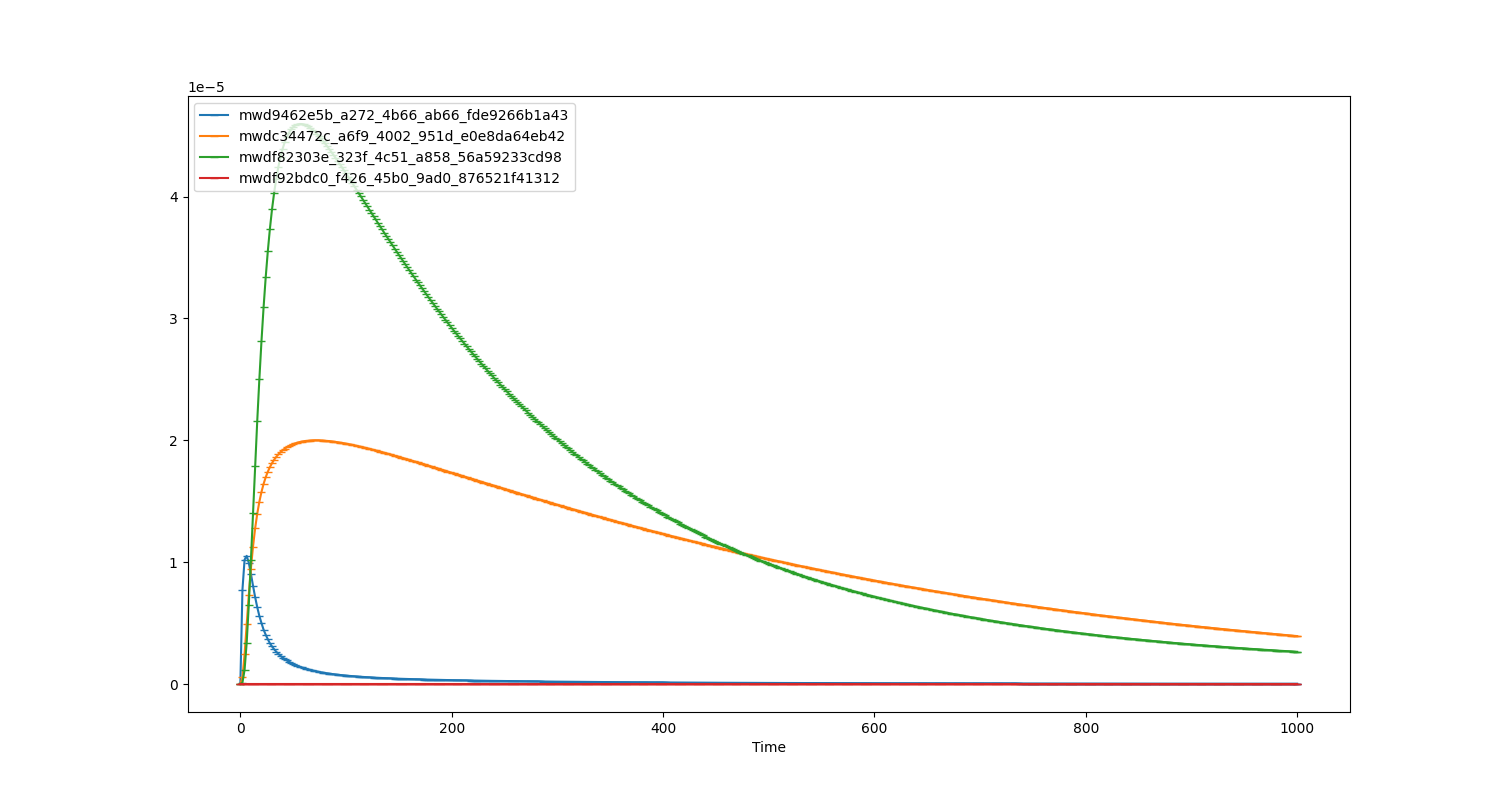 1e−5
mwd9462e5b_a272_4b66_ab66_fde9266b1a43
mwdc34472c_a6f9_4002_951d_e0e8da64eb42
mwdf82303e_323f_4c51_a858_56a59233cd98
mwdf92bdc0_f426_45b0_9ad0_876521f41312
4
3
2
1
0
0 200 400 600 800 1000
Time